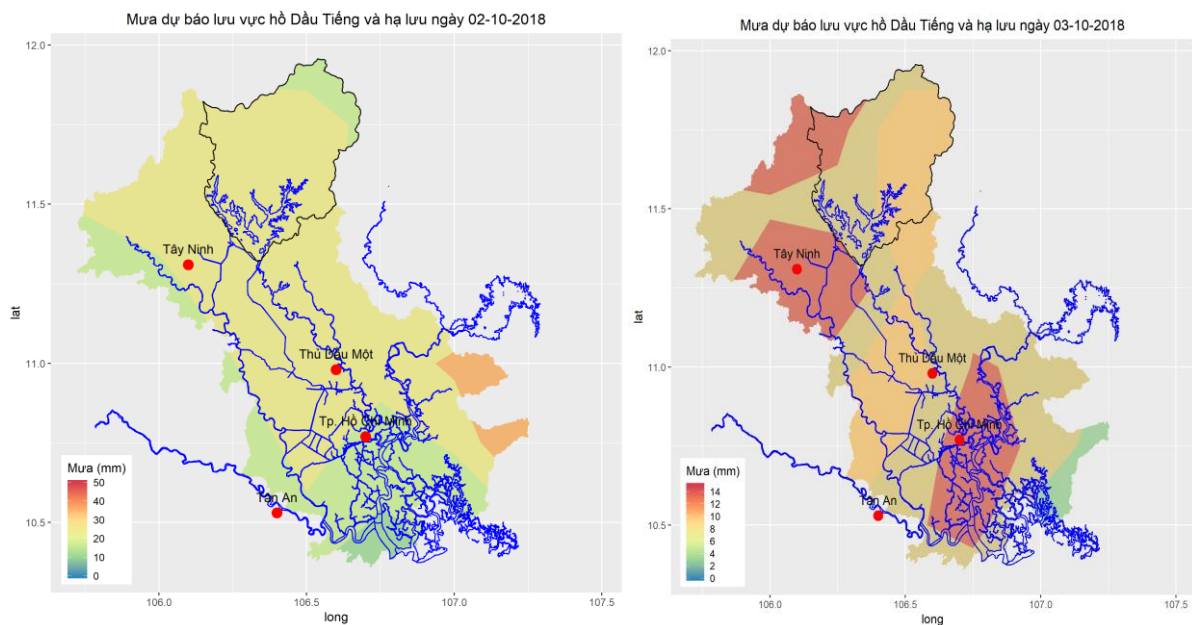 Mưa dự báo lưu vực hồ Dầu Tiếng và hạ lưu ngày 02-10-2018
12.0
11.5
11.0
10.5
lat
Tây Ninh
Thủ Dầu Một
Tp. Hồ Chí Minh
Tân An
Mưa (mm)
50
40
30
20
10
0
106.0
106.5
107.0
107.5
long
Mưa dự báo lưu vực hồ Dầu Tiếng và hạ lưu ngày 03-10-2018
12.0
11.5
11.0
10.5
lat
Tây Ninh
Thủ Dầu Một
Tp. Hồ Chí Minh
Tân An
Mưa (mm)
14
12
10
8
6
4
2
0
106.0
106.5
107.0
107.5
long